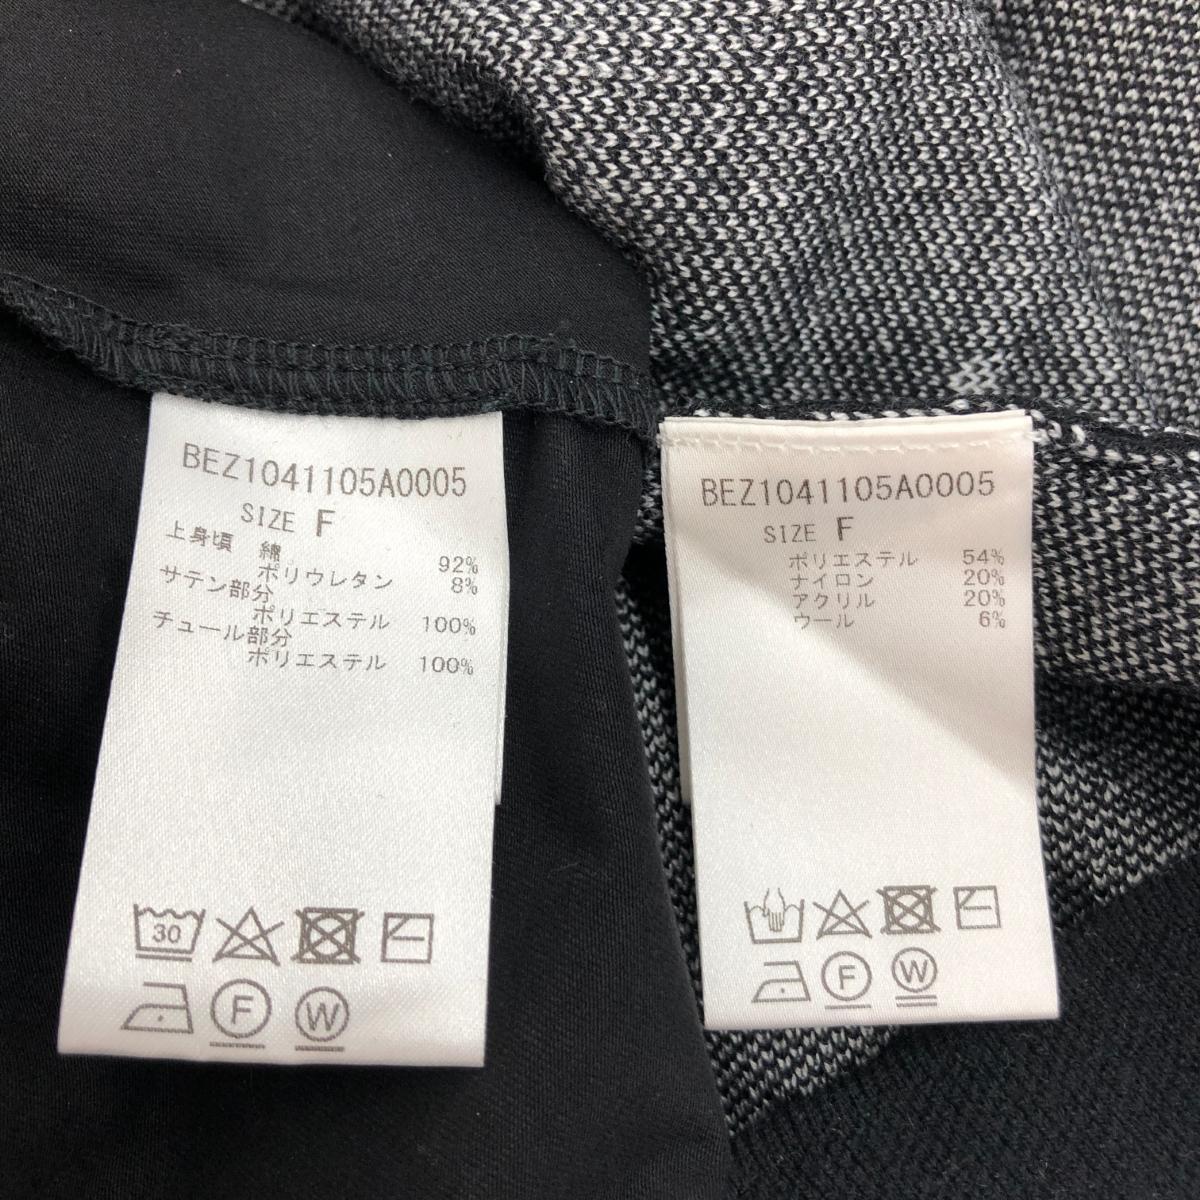 BEZ1041105A0005
SIZE F
上身頃 綿 92%
ポリウレタン 8%
サテン部分
ポリエステル 100%
チュール部分
ポリエステル 100%
30
F W
BEZ1041105A0005
SIZE F
ポリエステル 54%
ナイロン 20%
アクリル 20%
ウール 6%
F W